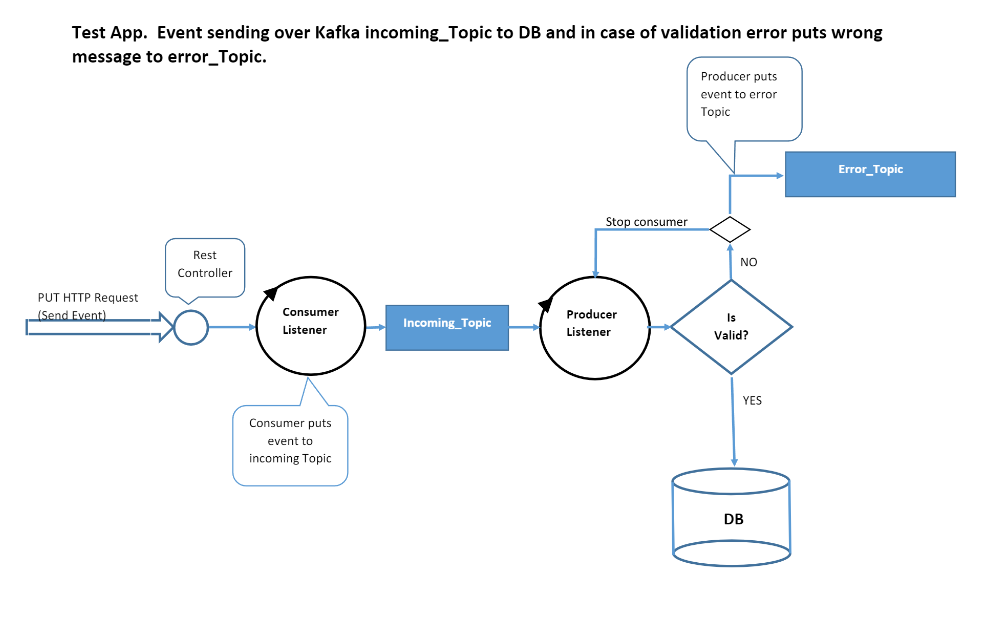 Test App.  Event sending over Kafka incoming_Topic to DB and in case of validation error puts wrong
message to error_Topic.
Producer puts
event to error
Topic
Error_Topic
Stop consumer
Rest
Controller
NO
PUT HTTP Request
(Send Event)
Consumer
Listener
Incoming_Topic
Producer
Listener
Is
Valid?
YES
Consumer puts
event to
incoming Topic
DB